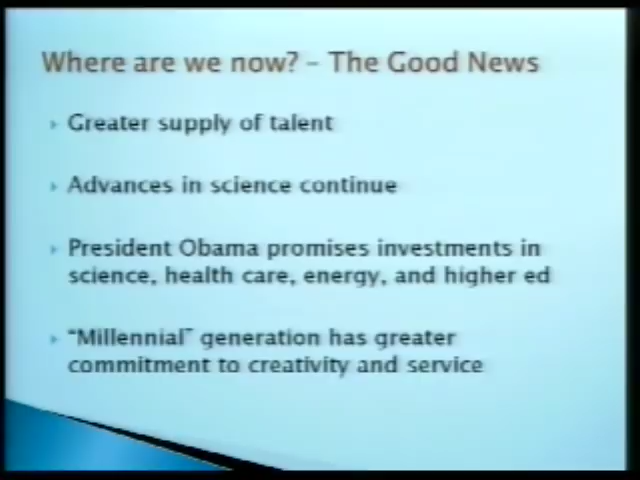 Where are we now? – The Good News
Greater supply of talent
Advances in science continue
President Obama promises investments in
science, health care, energy, and higher ed
"Millennial" generation has greater
commitment to creativity and service